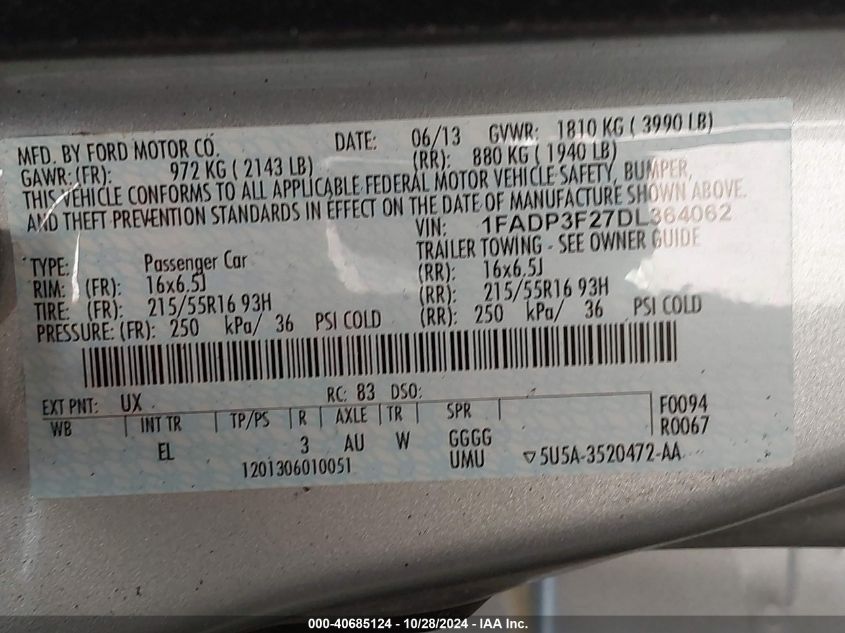 MFD. BY FORD MOTOR CO. DATE: 06/13 GVWR: 1810 KG ( 3990 LB)
GAWR: (FR): 972 KG ( 2143 LB) (RR): 880 KG ( 1940 LB)
THIS VEHICLE CONFORMS TO ALL APPLICABLE FEDERAL MOTOR VEHICLE SAFETY, BUMPER,
AND THEFT PREVENTION STANDARDS IN EFFECT ON THE DATE OF MANUFACTURE SHOWN ABOVE.
VIN: 1FADP3F27DL364062
TRAILER TOWING - SEE OWNER GUIDE
TYPE: Passenger Car
RIM: (FR): 16x6.5J (RR): 16x6.5J
TIRE: (FR): 215/55R16 93H (RR): 215/55R16 93H
PRESSURE: (FR): 250 kPa/ 36 PSI COLD (RR): 250 kPa/ 36 PSI COLD
EXT PNT: UX RC: 83 DSO:
WB INT TR TP/PS R AXLE TR SPR F0094
EL 3 AU W GGGG R0067
1201306010051 UMU ▽5U5A-3520472-AA
000-40685124 - 10/28/2024 - IAA Inc.